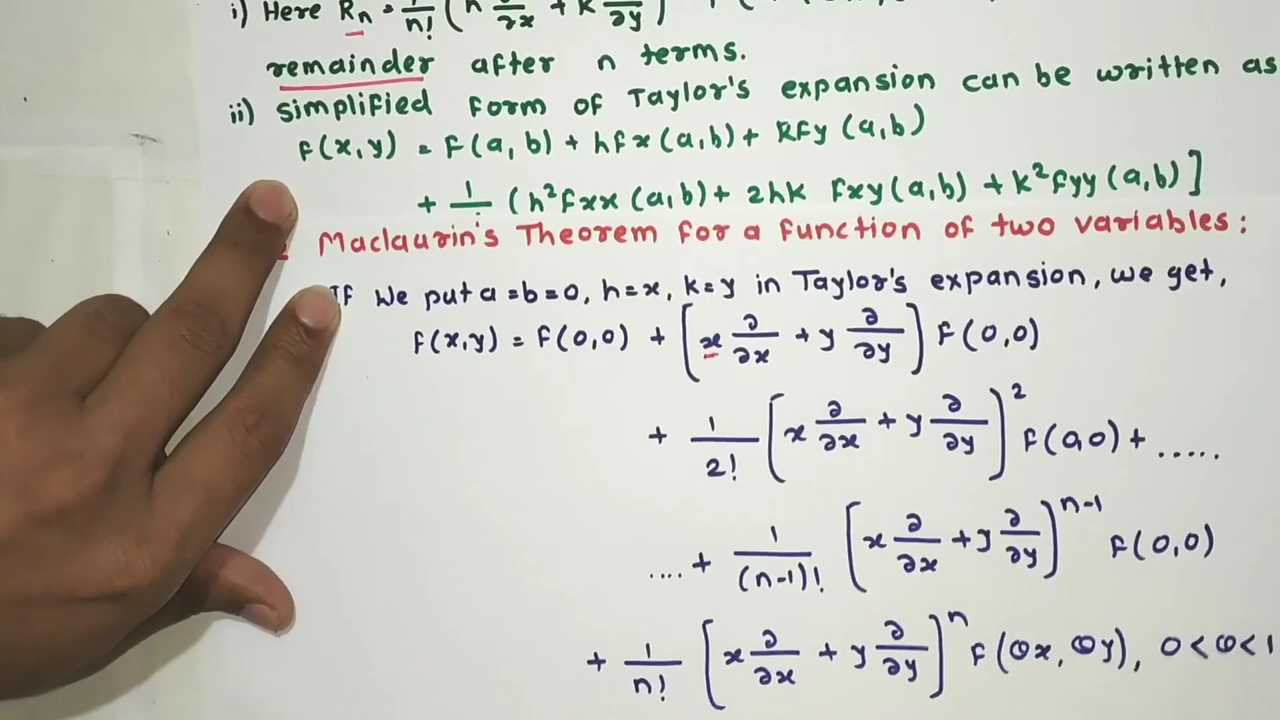 i) Here Rn = 1/n! (h ∂/∂x + k ∂/∂y)
remainder after n terms.
ii) simplified form of Taylor's expansion can be written as
f(x,y) = f(a,b) + hfx(a,b) + kfy(a,b)
+ 1/ (h²fxx(a,b) + 2hk fxy(a,b) + k²fyy(a,b)]
Maclaurin's Theorem for a function of two variables:
If we put a=b=0, h=x, k=y in Taylor's expansion, we get,
f(x,y) = f(0,0) + [x ∂/∂x + y ∂/∂y] f(0,0)
+ 1/2! [x ∂/∂x + y ∂/∂y]² f(0,0) + .....
.... + 1/(n-1)! [x ∂/∂x + y ∂/∂y]ⁿ⁻¹ f(0,0)
+ 1/n! [x ∂/∂x + y ∂/∂y]ⁿ f(θx, θy), 0<θ<1